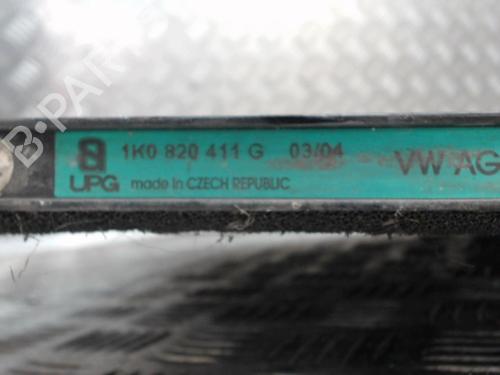 1K0 820 411 G 03/04 VW AG
UPG made in CZECH REPUBLIC
B-PARTS